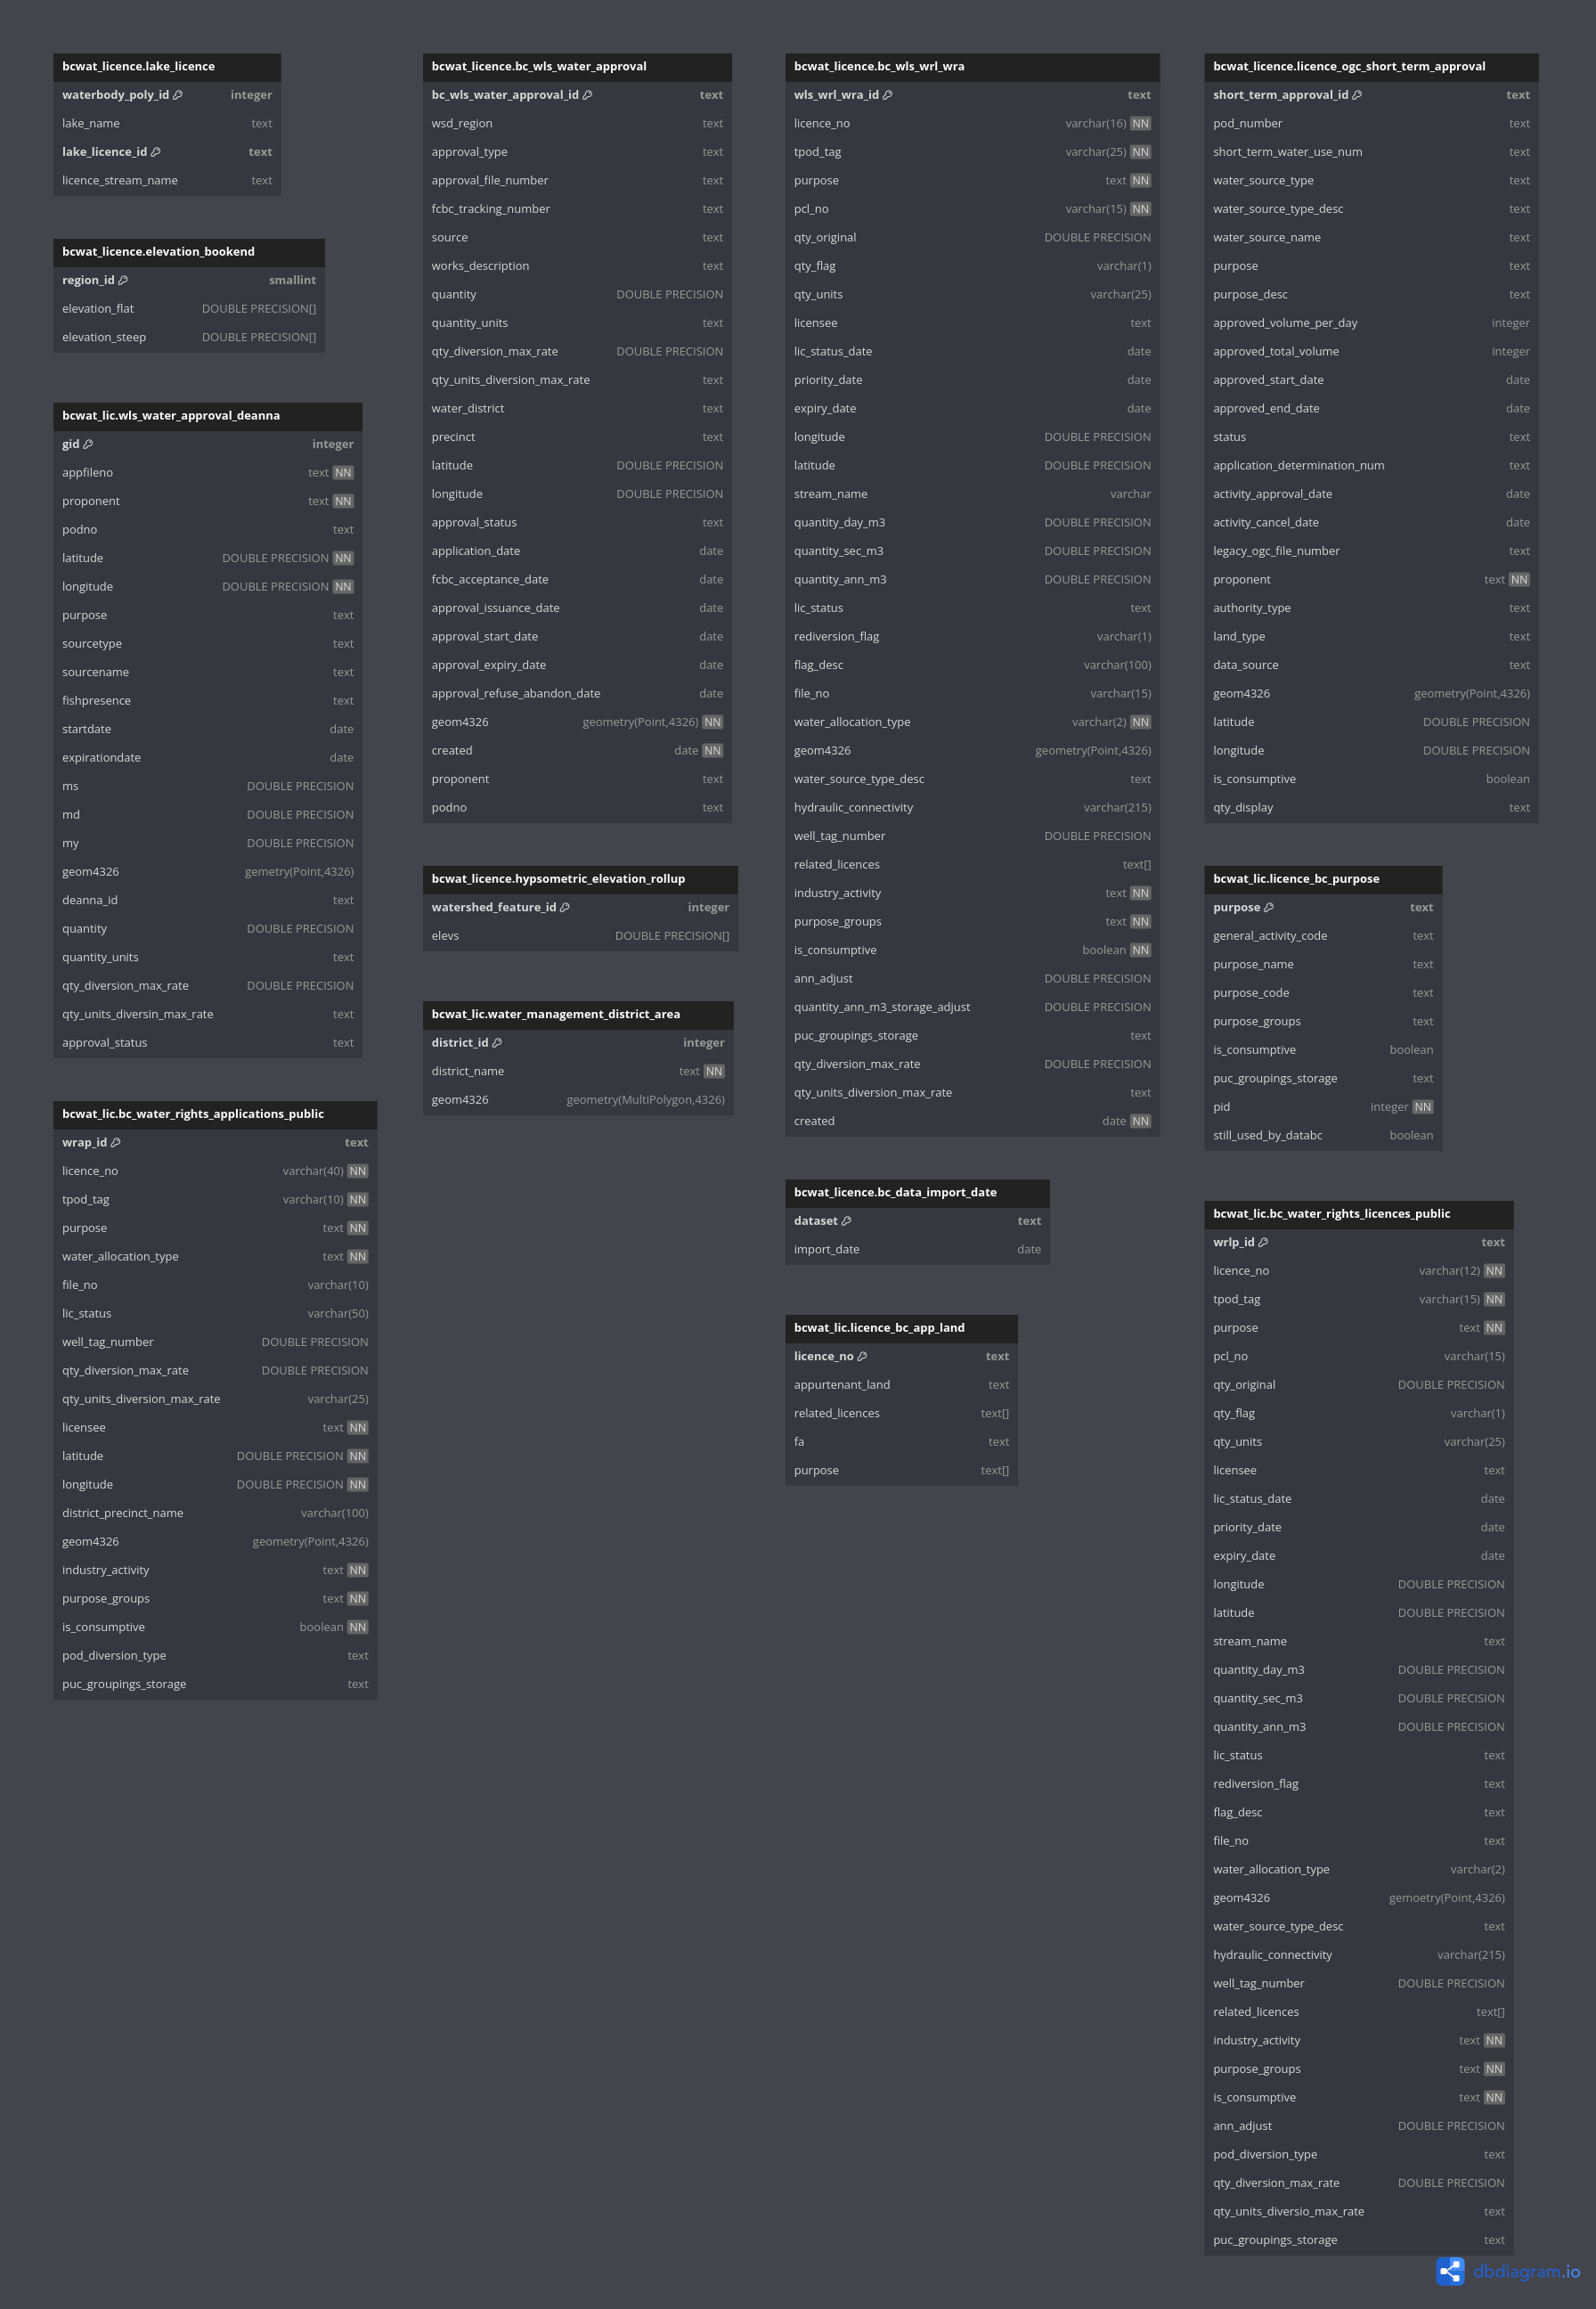 bcwat_licence.lake_licence
waterbody_poly_id integer
lake_name text
lake_licence_id text
licence_stream_name text
bcwat_licence.elevation_bookend
region_id smallint
elevation_flat DOUBLE PRECISION[]
elevation_steep DOUBLE PRECISION[]
bcwat_lic.wls_water_approval_deanna
gid integer
appfileno text NN
proponent text NN
podno text
latitude DOUBLE PRECISION NN
longitude DOUBLE PRECISION NN
purpose text
sourcetype text
sourcename text
fishpresence text
startdate date
expirationdate date
ms DOUBLE PRECISION
md DOUBLE PRECISION
my DOUBLE PRECISION
geom4326 gemetry(Point,4326)
deanna_id text
quantity DOUBLE PRECISION
quantity_units text
qty_diversion_max_rate DOUBLE PRECISION
qty_units_diversin_max_rate text
approval_status text
bcwat_lic.bc_water_rights_applications_public
wrap_id text
licence_no varchar(40) NN
tpod_tag varchar(10) NN
purpose text NN
water_allocation_type text NN
file_no varchar(10)
lic_status varchar(50)
well_tag_number DOUBLE PRECISION
qty_diversion_max_rate DOUBLE PRECISION
qty_units_diversion_max_rate varchar(25)
licensee text NN
latitude DOUBLE PRECISION NN
longitude DOUBLE PRECISION NN
district_precinct_name varchar(100)
geom4326 geometry(Point,4326)
industry_activity text NN
purpose_groups text NN
is_consumptive boolean NN
pod_diversion_type text
puc_groupings_storage text
bcwat_licence.bc_wls_water_approval
bc_wls_water_approval_id text
wsd_region text
approval_type text
approval_file_number text
fcbc_tracking_number text
source text
works_description text
quantity DOUBLE PRECISION
quantity_units text
qty_diversion_max_rate DOUBLE PRECISION
qty_units_diversion_max_rate text
water_district text
precinct text
latitude DOUBLE PRECISION
longitude DOUBLE PRECISION
approval_status text
application_date date
fcbc_acceptance_date date
approval_issuance_date date
approval_start_date date
approval_expiry_date date
approval_refuse_abandon_date date
geom4326 geometry(Point,4326) NN
created date NN
proponent text
podno text
bcwat_licence.hypsometric_elevation_rollup
watershed_feature_id integer
elevs DOUBLE PRECISION[]
bcwat_lic.water_management_district_area
district_id integer
district_name text NN
geom4326 geometry(MultiPolygon,4326)
bcwat_licence.bc_wls_wrl_wra
wls_wrl_wra_id text
licence_no varchar(16) NN
tpod_tag varchar(25) NN
purpose text NN
pcl_no varchar(15) NN
qty_original DOUBLE PRECISION
qty_flag varchar(1)
qty_units varchar(25)
licensee text
lic_status_date date
priority_date date
expiry_date date
longitude DOUBLE PRECISION
latitude DOUBLE PRECISION
stream_name varchar
quantity_day_m3 DOUBLE PRECISION
quantity_sec_m3 DOUBLE PRECISION
quantity_ann_m3 DOUBLE PRECISION
lic_status text
rediversion_flag varchar(1)
flag_desc varchar(100)
file_no varchar(15)
water_allocation_type varchar(2) NN
geom4326 geometry(Point,4326)
water_source_type_desc text
hydraulic_connectivity varchar(215)
well_tag_number DOUBLE PRECISION
related_licences text[]
industry_activity text NN
purpose_groups text NN
is_consumptive boolean NN
ann_adjust DOUBLE PRECISION
quantity_ann_m3_storage_adjust DOUBLE PRECISION
puc_groupings_storage text
qty_diversion_max_rate DOUBLE PRECISION
qty_units_diversion_max_rate text
created date NN
bcwat_licence.bc_data_import_date
dataset text
import_date date
bcwat_lic.licence_bc_app_land
licence_no text
appurtenant_land text
related_licences text[]
fa text
purpose text[]
bcwat_licence.licence_ogc_short_term_approval
short_term_approval_id text
pod_number text
short_term_water_use_num text
water_source_type text
water_source_type_desc text
water_source_name text
purpose text
purpose_desc text
approved_volume_per_day integer
approved_total_volume integer
approved_start_date date
approved_end_date date
status text
application_determination_num text
activity_approval_date date
activity_cancel_date date
legacy_ogc_file_number text
proponent text NN
authority_type text
land_type text
data_source text
geom4326 geometry(Point,4326)
latitude DOUBLE PRECISION
longitude DOUBLE PRECISION
is_consumptive boolean
qty_display text
bcwat_lic.licence_bc_purpose
purpose text
general_activity_code text
purpose_name text
purpose_code text
purpose_groups text
is_consumptive boolean
puc_groupings_storage text
pid integer NN
still_used_by_databc boolean
bcwat_lic.bc_water_rights_licences_public
wrlp_id text
licence_no varchar(12) NN
tpod_tag varchar(15) NN
purpose text NN
pcl_no varchar(15)
qty_original DOUBLE PRECISION
qty_flag varchar(1)
qty_units varchar(25)
licensee text
lic_status_date date
priority_date date
expiry_date date
longitude DOUBLE PRECISION
latitude DOUBLE PRECISION
stream_name text
quantity_day_m3 DOUBLE PRECISION
quantity_sec_m3 DOUBLE PRECISION
quantity_ann_m3 DOUBLE PRECISION
lic_status text
rediversion_flag text
flag_desc text
file_no text
water_allocation_type varchar(2)
geom4326 gemoetry(Point,4326)
water_source_type_desc text
hydraulic_connectivity varchar(215)
well_tag_number DOUBLE PRECISION
related_licences text[]
industry_activity text NN
purpose_groups text NN
is_consumptive text NN
ann_adjust DOUBLE PRECISION
pod_diversion_type text
qty_diversion_max_rate DOUBLE PRECISION
qty_units_diversio_max_rate text
puc_groupings_storage text
dbdiagram.io